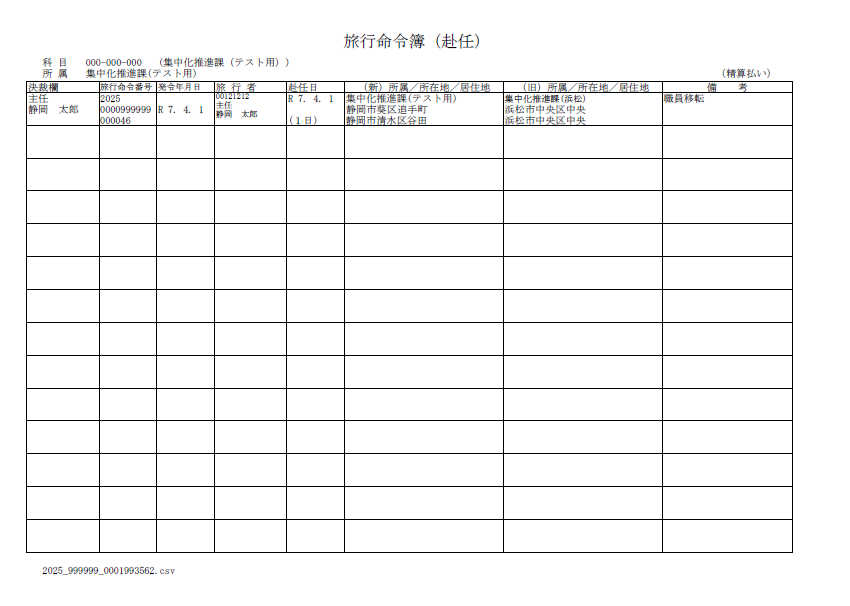 旅行命令簿（赴任）
科 目　000-000-000　(集中化推進課（テスト用）)
所 属　集中化推進課(テスト用)　(精算払い)
決裁欄　旅行命令番号　発令年月日　旅 行 者　赴任日　(新) 所属／所在地／居住地　(旧) 所属／所在地／居住地　備　考
主任
静岡　太郎
2025
0000999999
000046
R 7. 4. 1
00121212
主任
静岡　太郎
R 7. 4. 1
(１日)
集中化推進課(テスト用)
静岡市葵区追手町
静岡市清水区谷田
集中化推進課(浜松)
浜松市中央区中央
浜松市中央区中央
職員移転
2025_999999_0001993562.csv